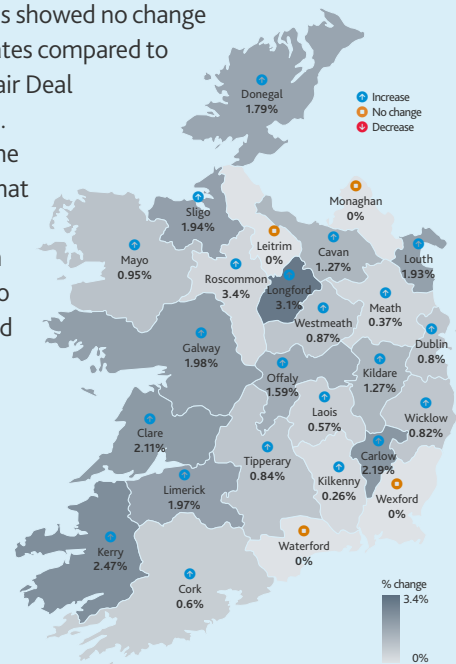 s showed no change
ates compared to
air Deal
.
ne
hat
n
o
d
Donegal
1.79%
Increase
No change
Decrease
Sligo
1.94%
Monaghan
0%
Leitrim
0%
Cavan
1..27%
Louth
1.93%
Mayo
0.95%
Roscommon
3.4%
Longford
3.1%
Meath
0.37%
Westmeath
0.87%
Dublin
0.8%
Galway
1.98%
Offaly
1.59%
Kildare
1.27%
Laois
0.57%
Wicklow
0.82%
Clare
2.11%
Tipperary
0.84%
Carlow
2.19%
Kilkenny
0.26%
Limerick
1.97%
Wexford
0%
Waterford
0%
Kerry
2.47%
Cork
0.6%
% change
3.4%
0%